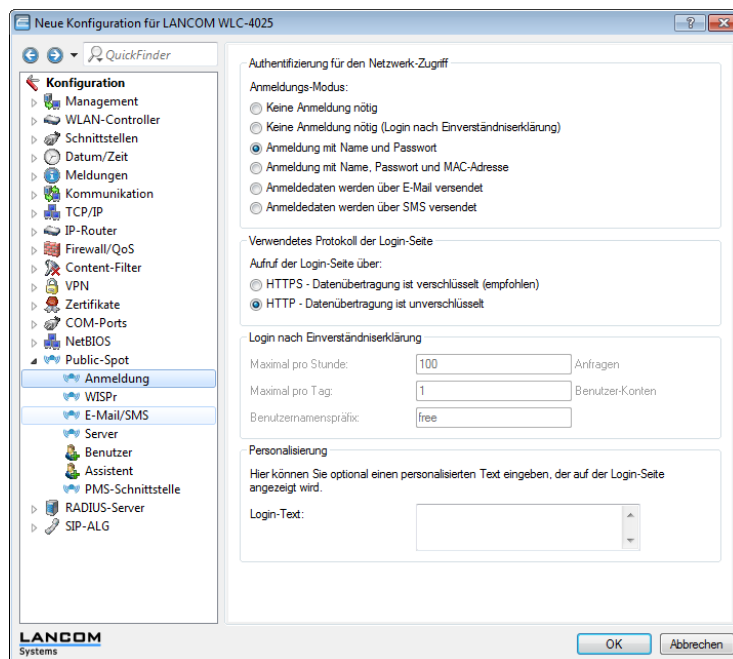 Neue Konfiguration für LANCOM WLC-4025
QuickFinder
Konfiguration
Management
WLAN-Controller
Schnittstellen
Datum/Zeit
Meldungen
Kommunikation
TCP/IP
IP-Router
Firewall/QoS
Content-Filter
VPN
Zertifikate
COM-Ports
NetBIOS
Public-Spot
Anmeldung
WISPr
E-Mail/SMS
Server
Benutzer
Assistent
PMS-Schnittstelle
RADIUS-Server
SIP-ALG
Authentifizierung für den Netzwerk-Zugriff
Anmeldungs-Modus:
Keine Anmeldung nötig
Keine Anmeldung nötig (Login nach Einverständniserklärung)
Anmeldung mit Name und Passwort
Anmeldung mit Name, Passwort und MAC-Adresse
Anmeldedaten werden über E-Mail versendet
Anmeldedaten werden über SMS versendet
Verwendetes Protokoll der Login-Seite
Aufruf der Login-Seite über:
HTTPS - Datenübertragung ist verschlüsselt (empfohlen)
HTTP - Datenübertragung ist unverschlüsselt
Login nach Einverständniserklärung
Maximal pro Stunde: 100 Anfragen
Maximal pro Tag: 1 Benutzer-Konten
Benutzernamenspräfix: free
Personalisierung
Hier können Sie optional einen personalisierten Text eingeben, der auf der Login-Seite
angezeigt wird.
Login-Text:
LANCOM
Systems
OK Abbrechen